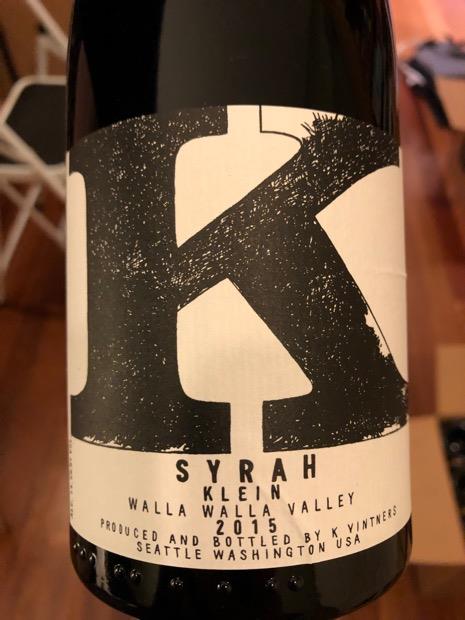 K
SYRAH
KLEIN
WALLA WALLA VALLEY
2015
PRODUCED AND BOTTLED BY K VINTNERS
SEATTLE WASHINGTON USA